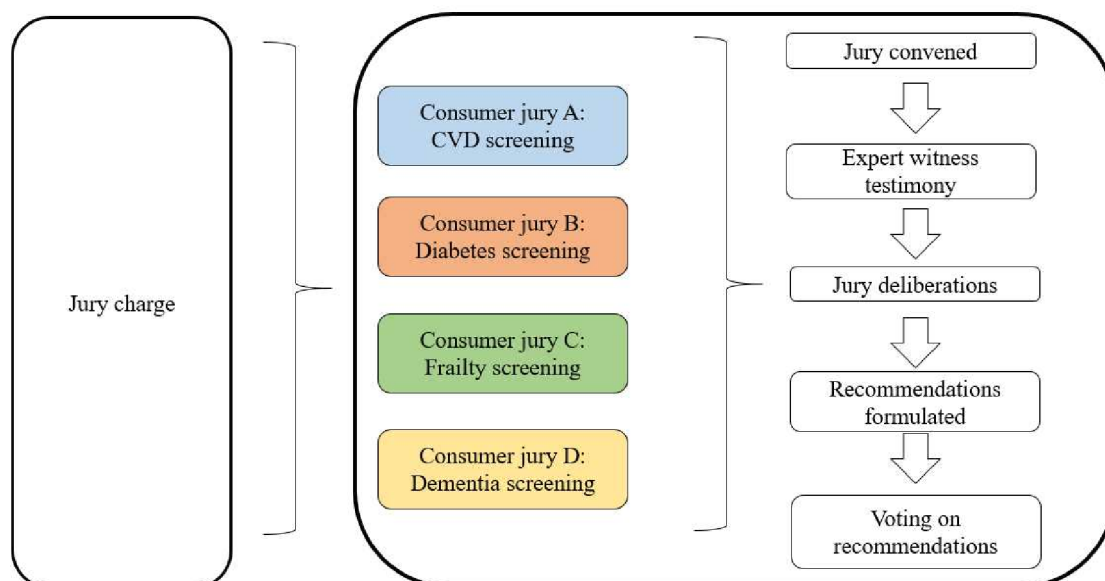 Jury charge
Consumer jury A:
CVD screening
Consumer jury B:
Diabetes screening
Consumer jury C:
Frailty screening
Consumer jury D:
Dementia screening
Jury convened
Expert witness
testimony
Jury deliberations
Recommendations
formulated
Voting on
recommendations